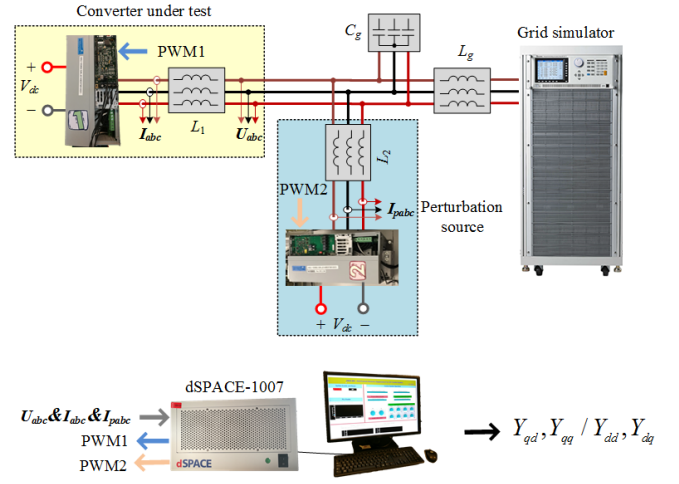 Converter under test
PWM1
+
V_dc
−
I_abc
L_1
U_abc
C_g
L_g
Grid simulator
L_2
PWM2
I_pabc
Perturbation
source
+ V_dc −
dSPACE-1007
U_abc&I_abc&I_pabc
PWM1
PWM2
dSPACE
Y_qd, Y_qq / Y_dd, Y_dq